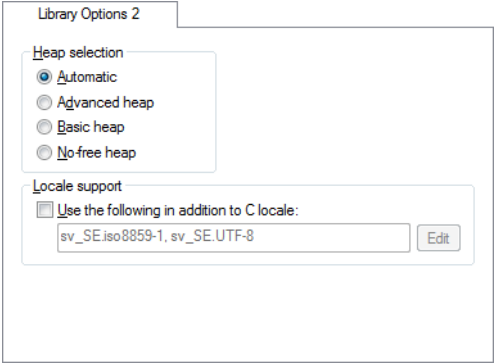 Library Options 2
Heap selection
Automatic
Advanced heap
Basic heap
No-free heap
Locale support
Use the following in addition to C locale:
sv_SE.iso8859-1, sv_SE.UTF-8
Edit